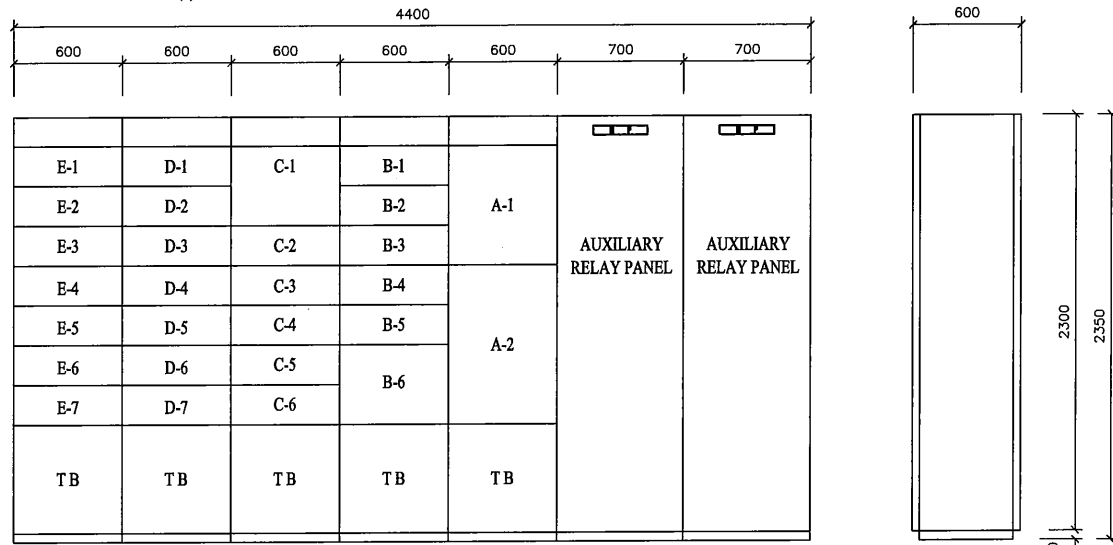 4400
600
600 600 600 600 600 700 700
E-1 D-1 C-1 B-1
E-2 D-2 B-2 A-1
E-3 D-3 C-2 B-3 AUXILIARY AUXILIARY
RELAY PANEL RELAY PANEL
E-4 D-4 C-3 B-4
E-5 D-5 C-4 B-5
A-2
E-6 D-6 C-5
B-6
E-7 D-7 C-6
TB TB TB TB TB
2300
2350